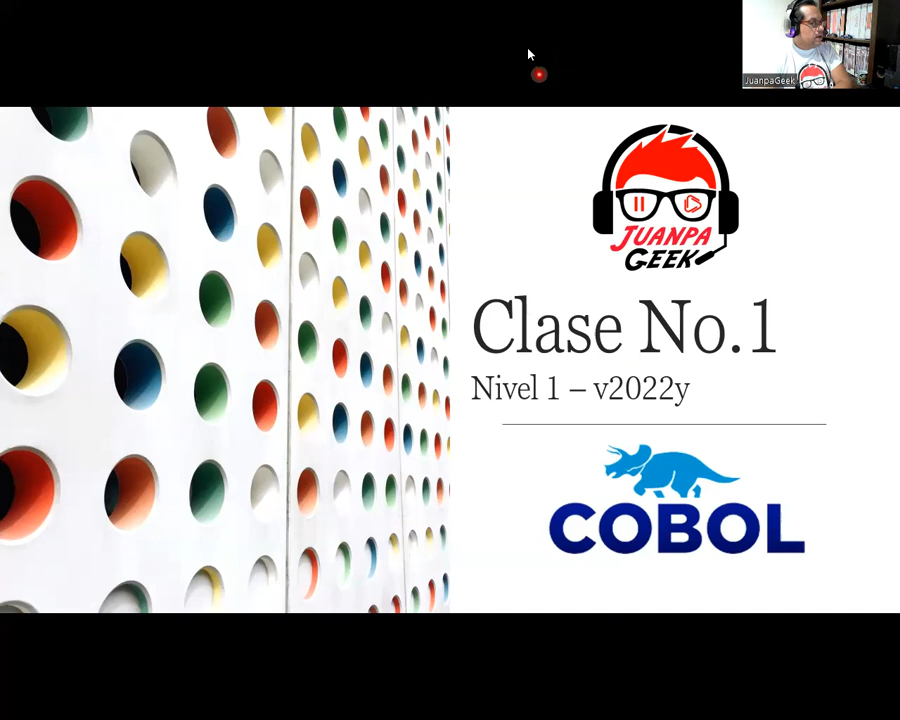 JuanpaGeek
JUANPA
GEEK
Clase No.1
Nivel 1 – v2022y
COBOL